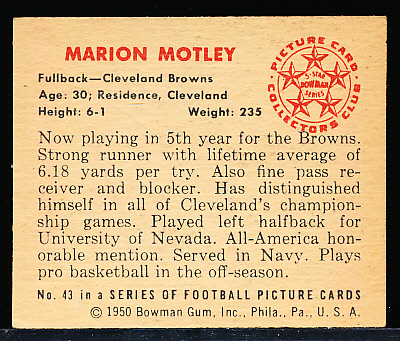 MARION MOTLEY
Fullback—Cleveland Browns
Age: 30; Residence, Cleveland
Height: 6-1 Weight: 235
PICTURE CARD
5-STAR
BOWMAN
SERIES
COLLECTORS CLUB
Now playing in 5th year for the Browns.
Strong runner with lifetime average of
6.18 yards per try. Also fine pass re-
ceiver and blocker. Has distinguished
himself in all of Cleveland's champion-
ship games. Played left halfback for
University of Nevada. All-America hon-
orable mention. Served in Navy. Plays
pro basketball in the off-season.
No. 43 in a SERIES OF FOOTBALL PICTURE CARDS
© 1950 Bowman Gum, Inc., Phila., Pa., U. S. A.